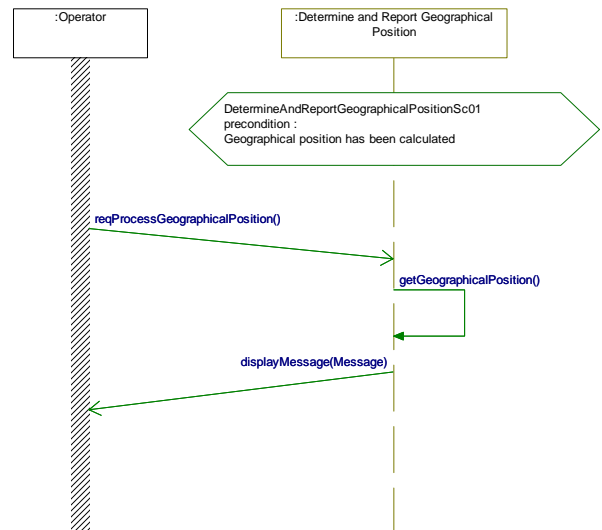 :Operator
:Determine and Report Geographical
Position
DetermineAndReportGeographicalPositionSc01
precondition :
Geographical position has been calculated
reqProcessGeographicalPosition()
getGeographicalPosition()
displayMessage(Message)